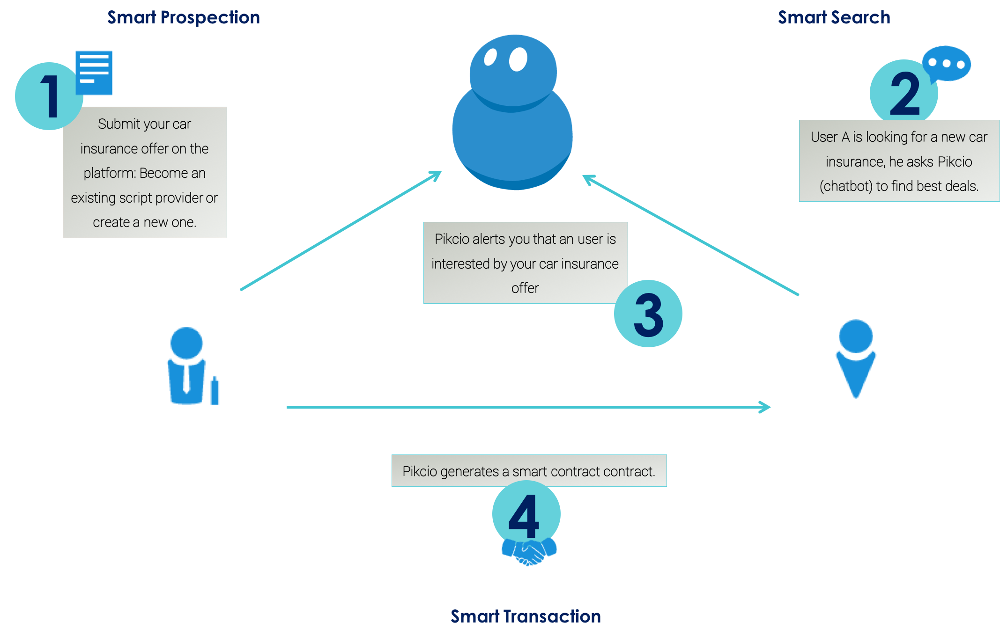 Smart Prospection
Smart Search
1
Submit your car
insurance offer on the
platform: Become an
existing script provider or
create a new one.
2
User A is looking for a new car
insurance, he asks Pikcio
(chatbot) to find best deals.
Pikcio alerts you that an user is
interested by your car insurance
offer
3
Pikcio generates a smart contract contract.
4
Smart Transaction